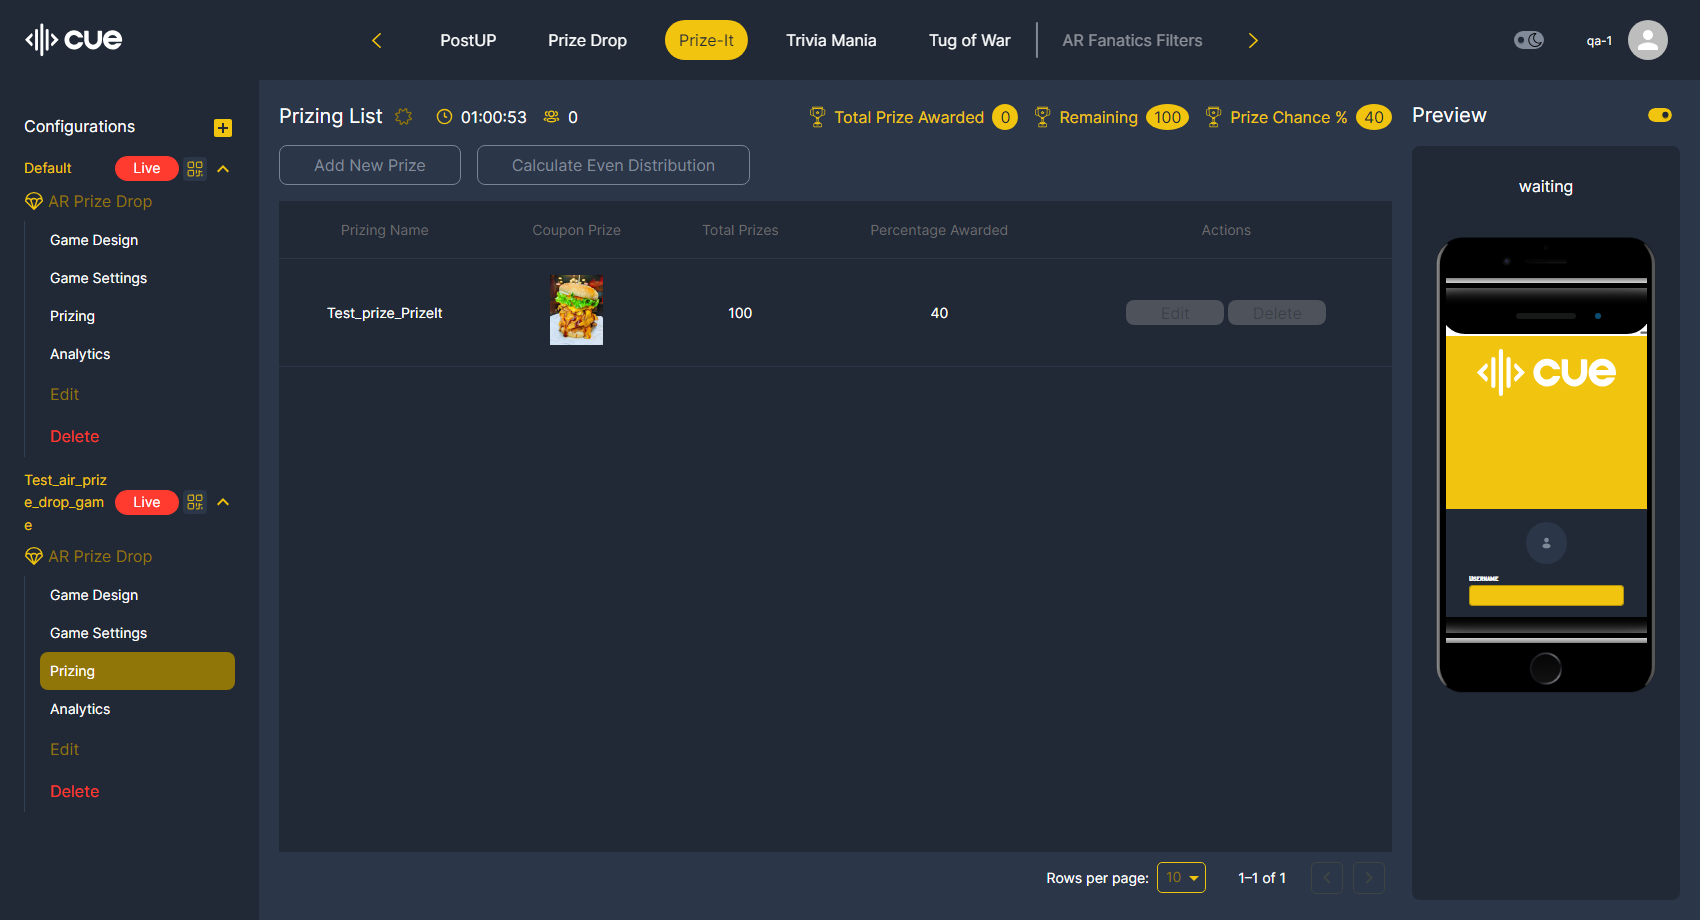 cue
PostUP
Prize Drop
Prize-It
Trivia Mania
Tug of War
AR Fanatics Filters
qa-1
Configurations
Default
Live
AR Prize Drop
Game Design
Game Settings
Prizing
Analytics
Edit
Delete
Test_air_priz
e_drop_gam
e
Live
AR Prize Drop
Game Design
Game Settings
Prizing
Analytics
Edit
Delete
Prizing List
01:00:53
0
Total Prize Awarded 0
Remaining 100
Prize Chance % 40
Add New Prize
Calculate Even Distribution
Prizing Name
Coupon Prize
Total Prizes
Percentage Awarded
Actions
Test_prize_PrizeIt
100
40
Edit
Delete
Rows per page: 10
1–1 of 1
Preview
waiting
cue
USERNAME